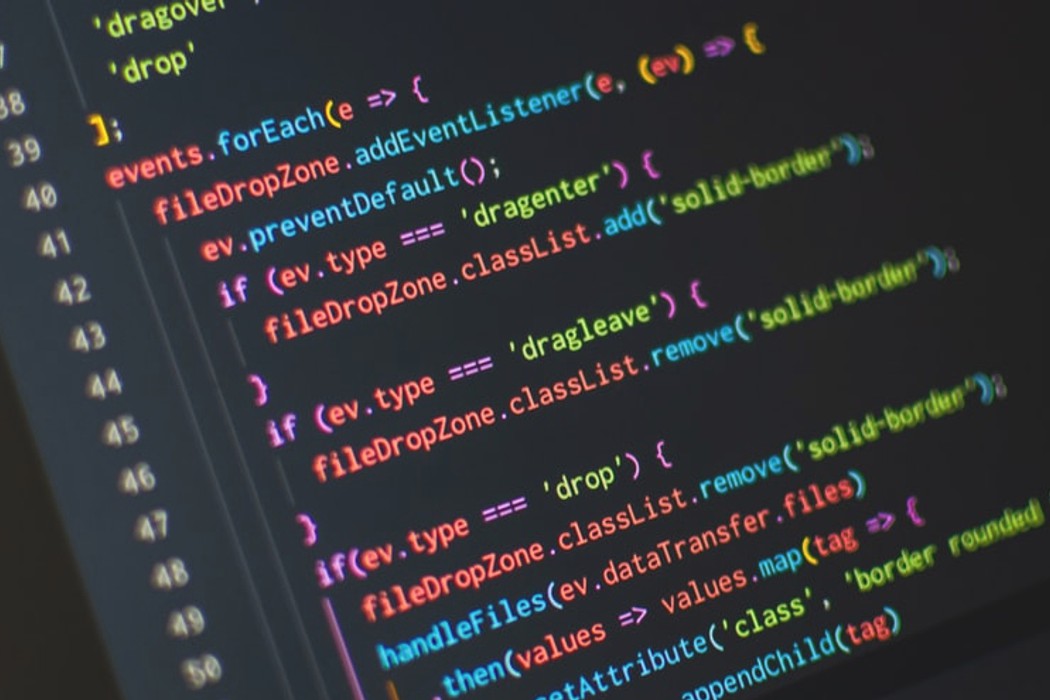 'dragover',
38 'drop'
39 ];
40 events.forEach(e => {
41 fileDropZone.addEventListener(e, (ev) => {
42 ev.preventDefault();
43 if (ev.type === 'dragenter') {
44 fileDropZone.classList.add('solid-border');
45 }
46 if (ev.type === 'dragleave') {
47 fileDropZone.classList.remove('solid-border');
48 }
49 if(ev.type === 'drop') {
50 fileDropZone.classList.remove('solid-border');
handleFiles(ev.dataTransfer.files)
.then(values => values.map(tag => {
setAttribute('class', 'border rounded
appendChild(tag)